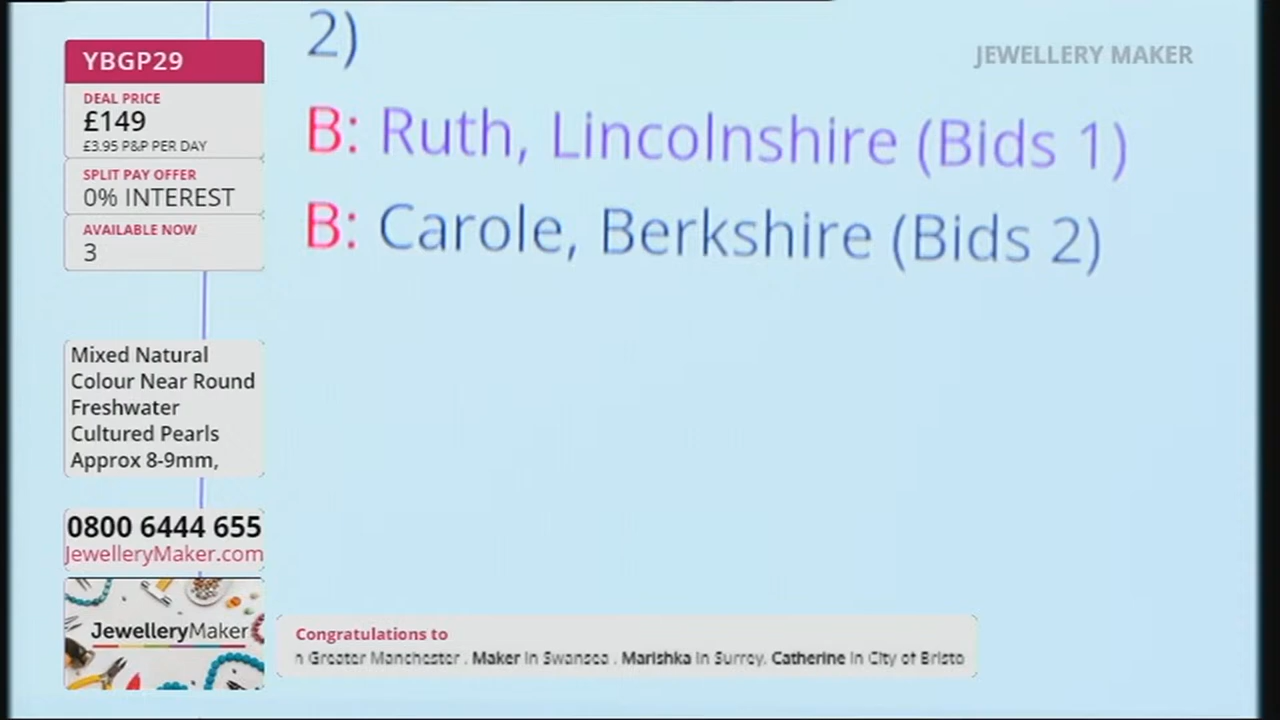 2)
JEWELLERY MAKER
B: Ruth, Lincolnshire (Bids 1)
B: Carole, Berkshire (Bids 2)
YBGP29
DEAL PRICE
£149
£3.95 P&P PER DAY
SPLIT PAY OFFER
0% INTEREST
AVAILABLE NOW
3
Mixed Natural
Colour Near Round
Freshwater
Cultured Pearls
Approx 8-9mm,
0800 6444 655
JewelleryMaker.com
JewelleryMaker
Congratulations to
n Greater Manchester . Maker in Swansea . Marishka in Surrey. Catherine in City of Bristo